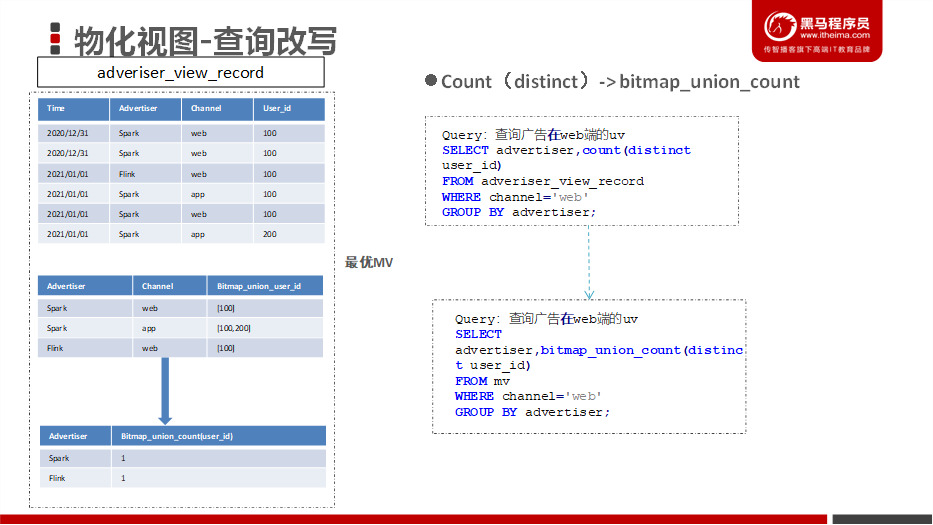 物化视图-查询改写
黑马程序员
www.itheima.com
传智播客旗下高端IT教育品牌
adveriser_view_record
Time Advertiser Channel User_id
2020/12/31 Spark web 100
2020/12/31 Spark web 100
2021/01/01 Flink web 100
2021/01/01 Spark app 100
2021/01/01 Spark web 100
2021/01/01 Spark app 200
最优MV
Advertiser Channel Bitmap_union_user_id
Spark web [100]
Spark app [100,200]
Flink web [100]
Advertiser Bitmap_union_count(user_id)
Spark 1
Flink 1
Count（distinct）->bitmap_union_count
Query：查询广告在web端的uv
SELECT advertiser,count(distinct
user_id)
FROM adveriser_view_record
WHERE channel='web'
GROUP BY advertiser;
Query：查询广告在web端的uv
SELECT
advertiser,bitmap_union_count(distinc
t user_id)
FROM mv
WHERE channel='web'
GROUP BY advertiser;